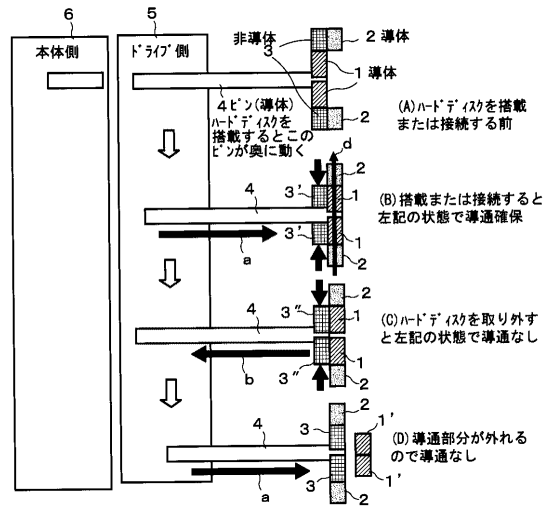 6
5
本体側
ﾄﾞﾗｲﾌﾞ側
非導体
3
2 導体
1 導体
4ピン(導体)
ハードディスクを
搭載するとこの
ピンが奥に動く
2
(A)ハードディスクを搭載
または接続する前
d
2
4
3'
1
3'
1
2
a
(B)搭載または接続すると
左記の状態で導通確保
2
4
3"
1
1
3"
2
b
(C)ハードディスクを取り外す
と左記の状態で導通なし
2
3
4
1'
3
1'
2
a
(D)導通部分が外れる
ので導通なし